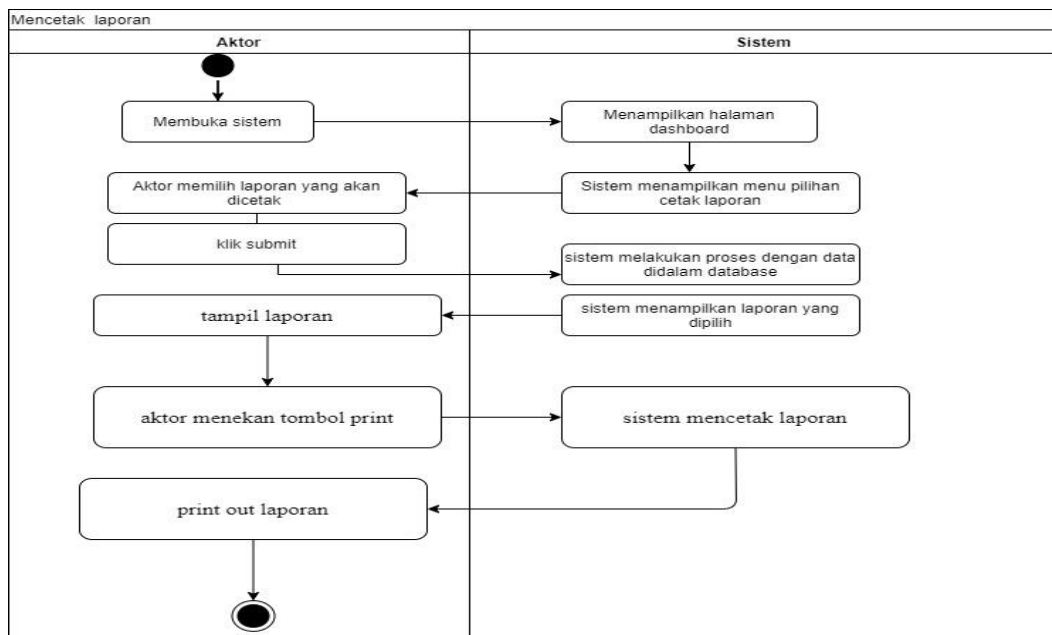 Mencetak laporan
Aktor
Sistem
Membuka sistem
Menampilkan halaman
dashboard
Aktor memilih laporan yang akan
dicetak
Sistem menampilkan menu pilihan
cetak laporan
klik submit
sistem melakukan proses dengan data
didalam database
tampil laporan
sistem menampilkan laporan yang
dipilih
aktor menekan tombol print
sistem mencetak laporan
print out laporan